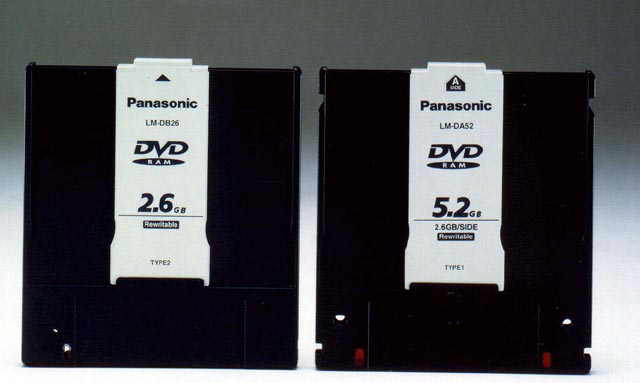 Panasonic
LM-DB26
DVD
RAM
2.6GB
Rewritable
TYPE2
A
SIDE
Panasonic
LM-DA52
DVD
RAM
5.2GB
2.6GB/SIDE
Rewritable
TYPE1